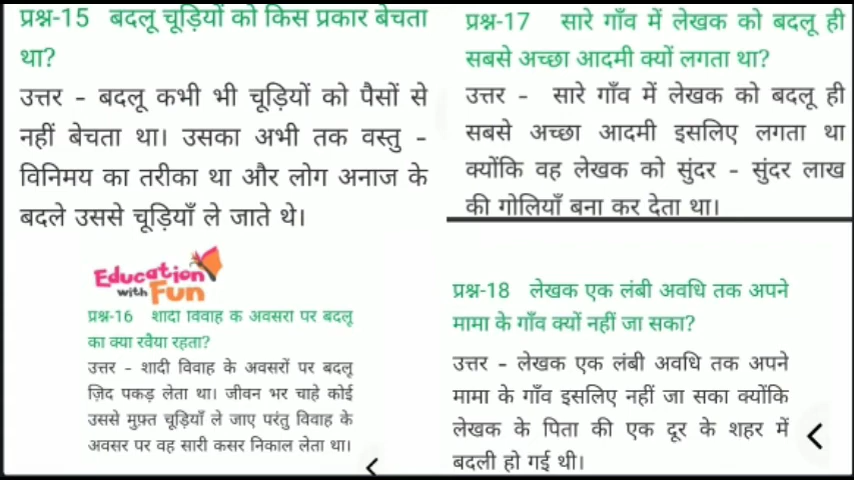 प्रश्न-15 बदलू चूड़ियों को किस प्रकार बेचता
था?
उत्तर - बदलू कभी भी चूड़ियों को पैसों से
नहीं बेचता था। उसका अभी तक वस्तु -
विनिमय का तरीका था और लोग अनाज के
बदले उससे चूड़ियाँ ले जाते थे।
Education
with Fun
प्रश्न-16 शादी विवाह के अवसरों पर बदलू
का क्या रवैया रहता?
उत्तर - शादी विवाह के अवसरों पर बदलू
ज़िद पकड़ लेता था। जीवन भर चाहे कोई
उससे मुफ़्त चूड़ियाँ ले जाए परंतु विवाह के
अवसर पर वह सारी कसर निकाल लेता था।
प्रश्न-17 सारे गाँव में लेखक को बदलू ही
सबसे अच्छा आदमी क्यों लगता था?
उत्तर - सारे गाँव में लेखक को बदलू ही
सबसे अच्छा आदमी इसलिए लगता था
क्योंकि वह लेखक को सुंदर - सुंदर लाख
की गोलियाँ बना कर देता था।
प्रश्न-18 लेखक एक लंबी अवधि तक अपने
मामा के गाँव क्यों नहीं जा सका?
उत्तर - लेखक एक लंबी अवधि तक अपने
मामा के गाँव इसलिए नहीं जा सका क्योंकि
लेखक के पिता की एक दूर के शहर में
बदली हो गई थी।